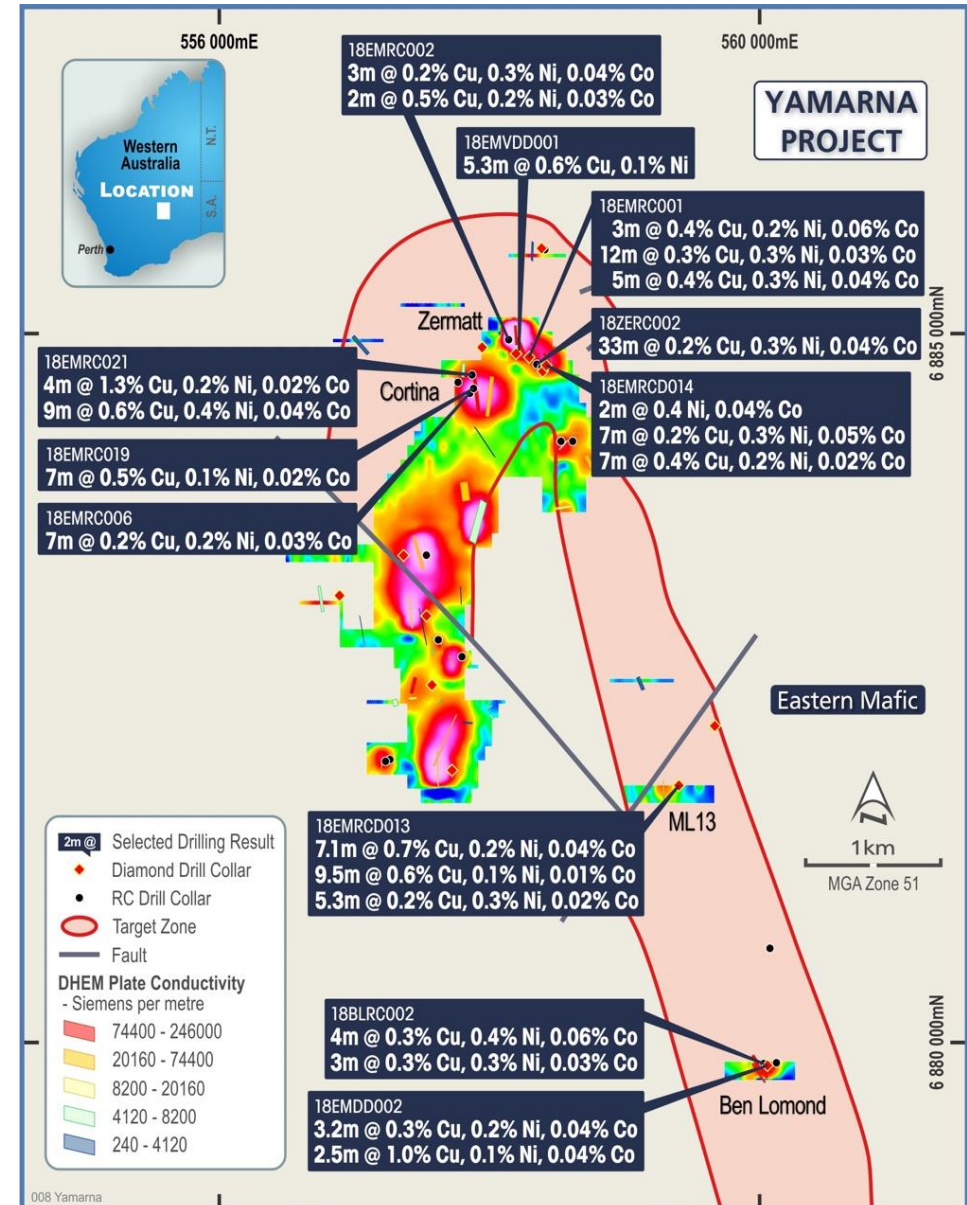 556 000mE
560 000mE
YAMARNA
PROJECT
Western
Australia
LOCATION
N.T.
S.A.
Perth
18EMRC002
3m @ 0.2% Cu, 0.3% Ni, 0.04% Co
2m @ 0.5% Cu, 0.2% Ni, 0.03% Co
18EMVDD001
5.3m @ 0.6% Cu, 0.1% Ni
18EMRC001
3m @ 0.4% Cu, 0.2% Ni, 0.06% Co
12m @ 0.3% Cu, 0.3% Ni, 0.03% Co
5m @ 0.4% Cu, 0.3% Ni, 0.04% Co
Zermatt
18ZERC002
33m @ 0.2% Cu, 0.3% Ni, 0.04% Co
6 885 000mN
18EMRC021
4m @ 1.3% Cu, 0.2% Ni, 0.02% Co
9m @ 0.6% Cu, 0.4% Ni, 0.04% Co
Cortina
18EMRCD014
2m @ 0.4 Ni, 0.04% Co
7m @ 0.2% Cu, 0.3% Ni, 0.05% Co
7m @ 0.4% Cu, 0.2% Ni, 0.02% Co
18EMRC019
7m @ 0.5% Cu, 0.1% Ni, 0.02% Co
18EMRC006
7m @ 0.2% Cu, 0.2% Ni, 0.03% Co
Eastern Mafic
ML13
N
1km
MGA Zone 51
18EMRCD013
7.1m @ 0.7% Cu, 0.2% Ni, 0.04% Co
9.5m @ 0.6% Cu, 0.1% Ni, 0.01% Co
5.3m @ 0.2% Cu, 0.3% Ni, 0.02% Co
2m @ Selected Drilling Result
Diamond Drill Collar
RC Drill Collar
Target Zone
Fault
DHEM Plate Conductivity
- Siemens per metre
74400 - 246000
20160 - 74400
8200 - 20160
4120 - 8200
240 - 4120
18BLRC002
4m @ 0.3% Cu, 0.4% Ni, 0.06% Co
3m @ 0.3% Cu, 0.3% Ni, 0.03% Co
6 880 000mN
Ben Lomond
18EMDD002
3.2m @ 0.3% Cu, 0.2% Ni, 0.04% Co
2.5m @ 1.0% Cu, 0.1% Ni, 0.04% Co
008 Yamarna